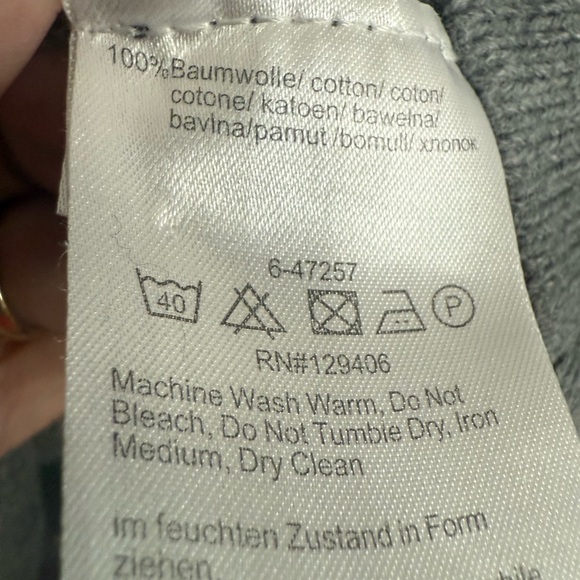 100%Baumwolle/ cotton/ coton/
cotone/ katoen/ bawełna/
bavlna/pamut /bomull/ хлопок
6-47257
40 P
RN#129406
Machine Wash Warm, Do Not
Bleach, Do Not Tumble Dry, Iron
Medium, Dry Clean
im feuchten Zustand in Form
ziehen